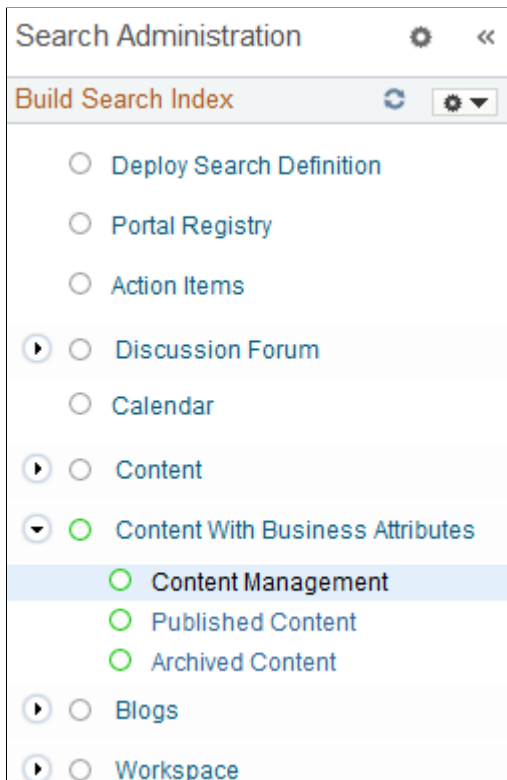 Search Administration
Build Search Index
Deploy Search Definition
Portal Registry
Action Items
Discussion Forum
Calendar
Content
Content With Business Attributes
Content Management
Published Content
Archived Content
Blogs
Workspace